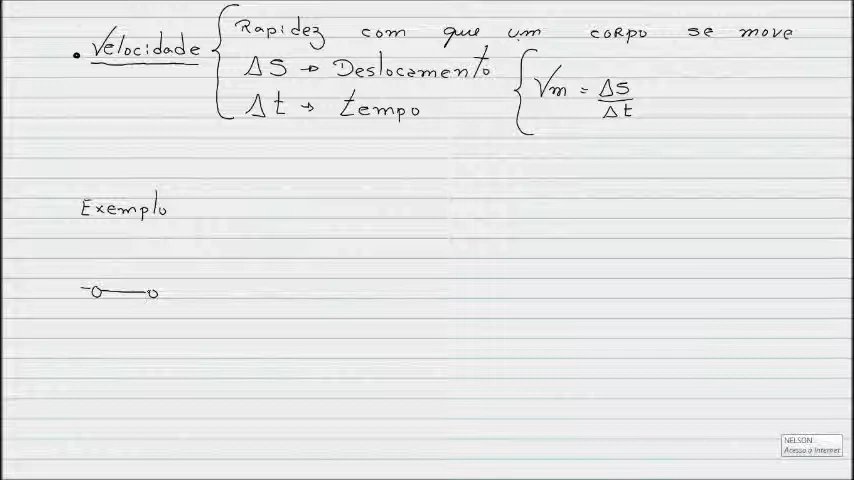 • Velocidade { Rapidez com que um corpo se move
ΔS → Deslocamento { Vm = ΔS / Δt
Δt → tempo
Exemplo
NELSON
Acesso à Internet